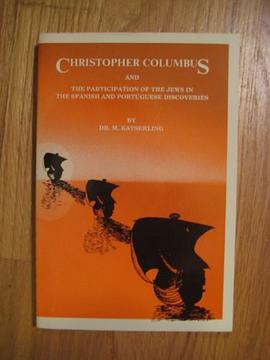 CHRISTOPHER COLUMBUS
AND
THE PARTICIPATION OF THE JEWS IN
THE SPANISH AND PORTUGUESE DISCOVERIES
BY
DR. M. KAYSERLING